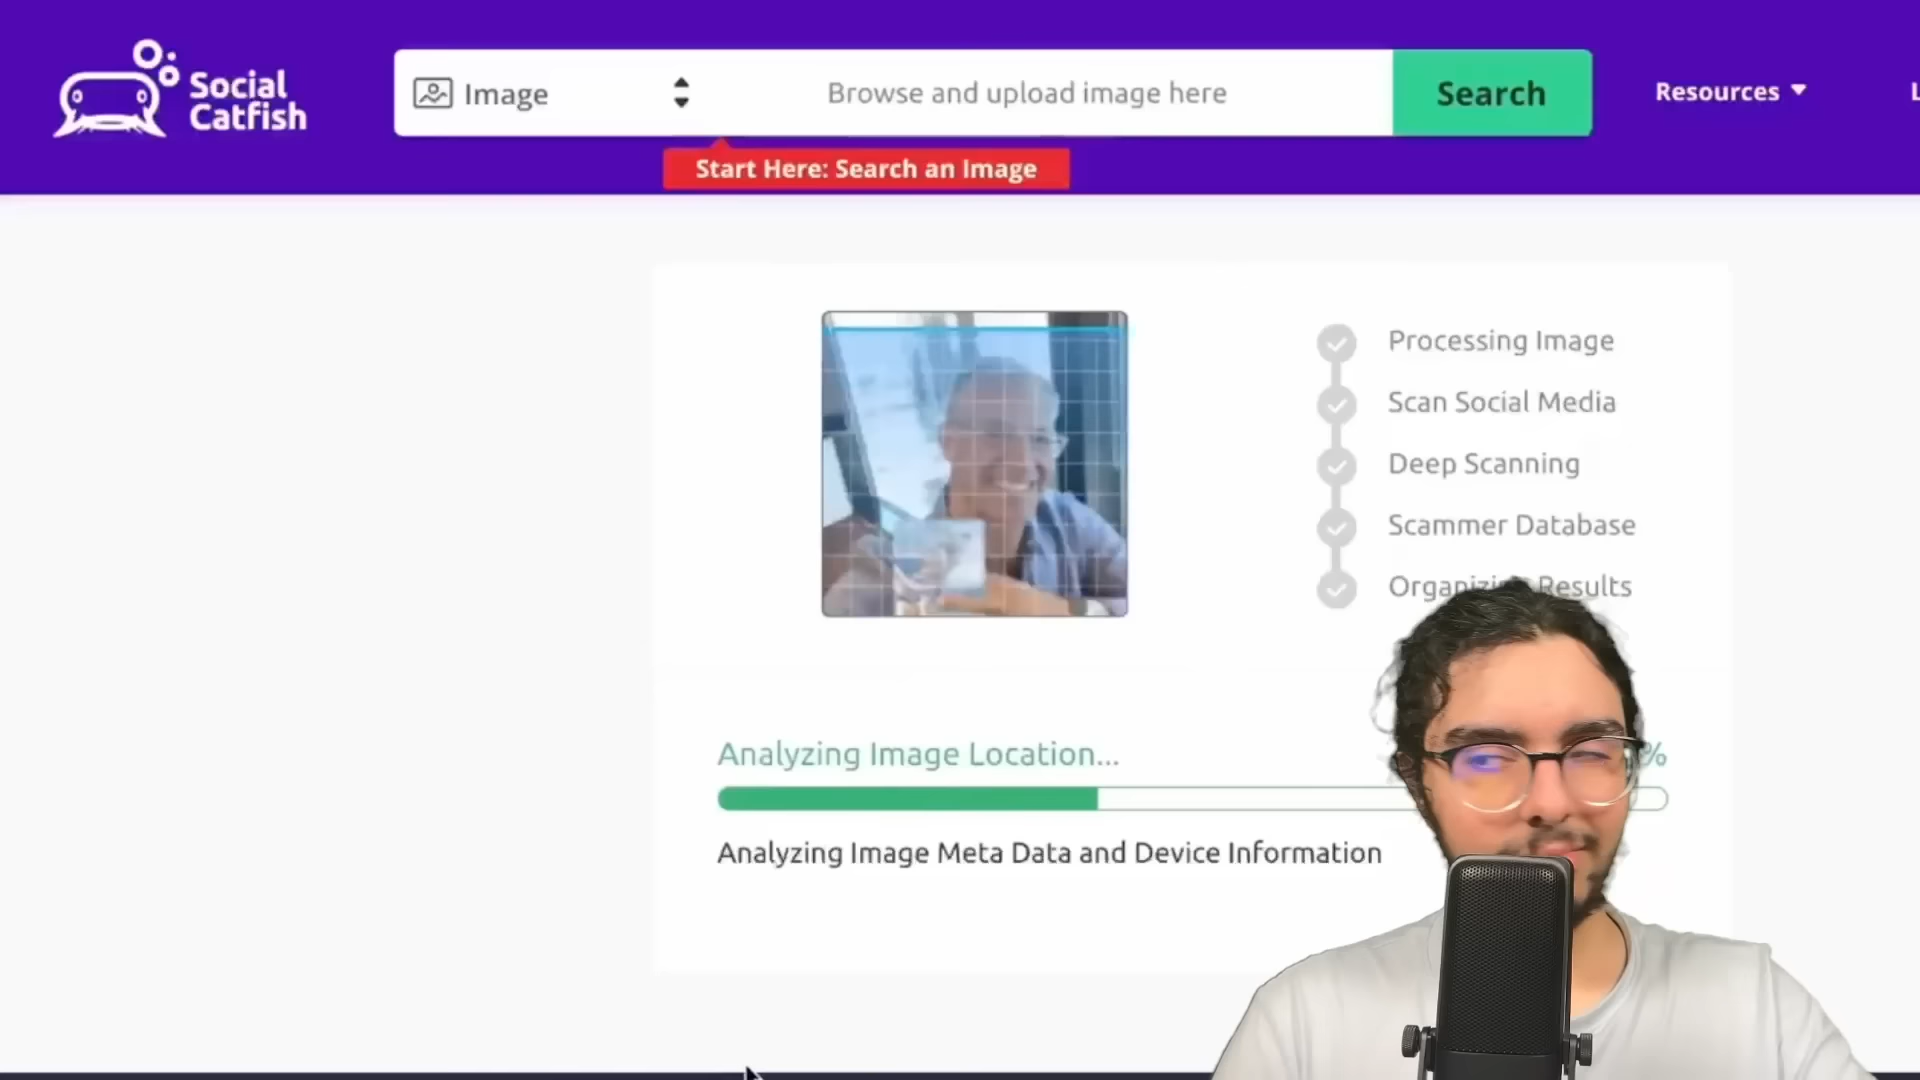 Social
Catfish
Image
Browse and upload image here
Search
Resources
L
Start Here: Search an Image
Processing Image
Scan Social Media
Deep Scanning
Scammer Database
Organizing Results
Analyzing Image Location...
%
Analyzing Image Meta Data and Device Information